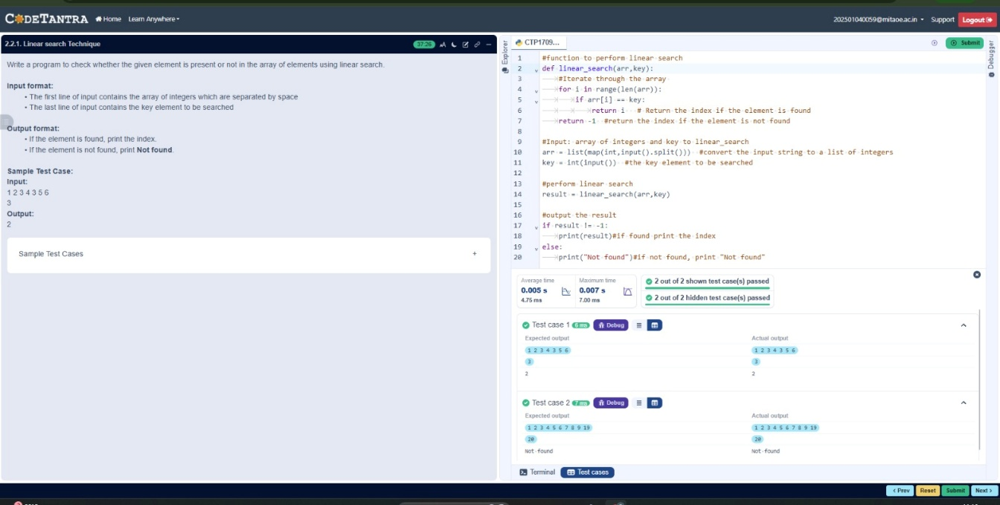 CODETANTRA Home Learn Anywhere
202501040059@mitaoe.ac.in Support Logout
2.2.1. Linear search Technique
37:26
Write a program to check whether the given element is present or not in the array of elements using linear search.
Input format:
• The first line of input contains the array of integers which are separated by space
• The last line of input contains the key element to be searched
Output format:
• If the element is found, print the index.
• If the element is not found, print Not found.
Sample Test Case:
Input:
1 2 3 4 3 5 6
3
Output:
2
Sample Test Cases
+
Explorer
CTP1709...
Submit
Debugger
1 #function to perform linear search
2 def linear_search(arr,key):
3 #Iterate through the array
4 for i in range(len(arr)):
5 if arr[i] == key:
6 return i # Return the index if the element is found
7 return -1 #return the index if the element is not found
8
9 #Input: array of integers and key to linear_search
10 arr = list(map(int,input().split())) #convert the input string to a list of integers
11 key = int(input()) #the key element to be searched
12
13 #perform linear search
14 result = linear_search(arr,key)
15
16 #output the result
17 if result != -1:
18 print(result)#if found print the index
19 else:
20 print("Not found")#if not found, print "Not found"
Average time
0.005 s
4.75 ms
Maximum time
0.007 s
7.00 ms
2 out of 2 shown test case(s) passed
2 out of 2 hidden test case(s) passed
Test case 1 6 ms Debug
Expected output Actual output
1 2 3 4 3 5 6 1 2 3 4 3 5 6
3 3
2 2
Test case 2 7 ms Debug
Expected output Actual output
1 2 3 4 5 6 7 8 9 19 1 2 3 4 5 6 7 8 9 19
20 20
Not found Not found
Terminal Test cases
< Prev Reset Submit Next >